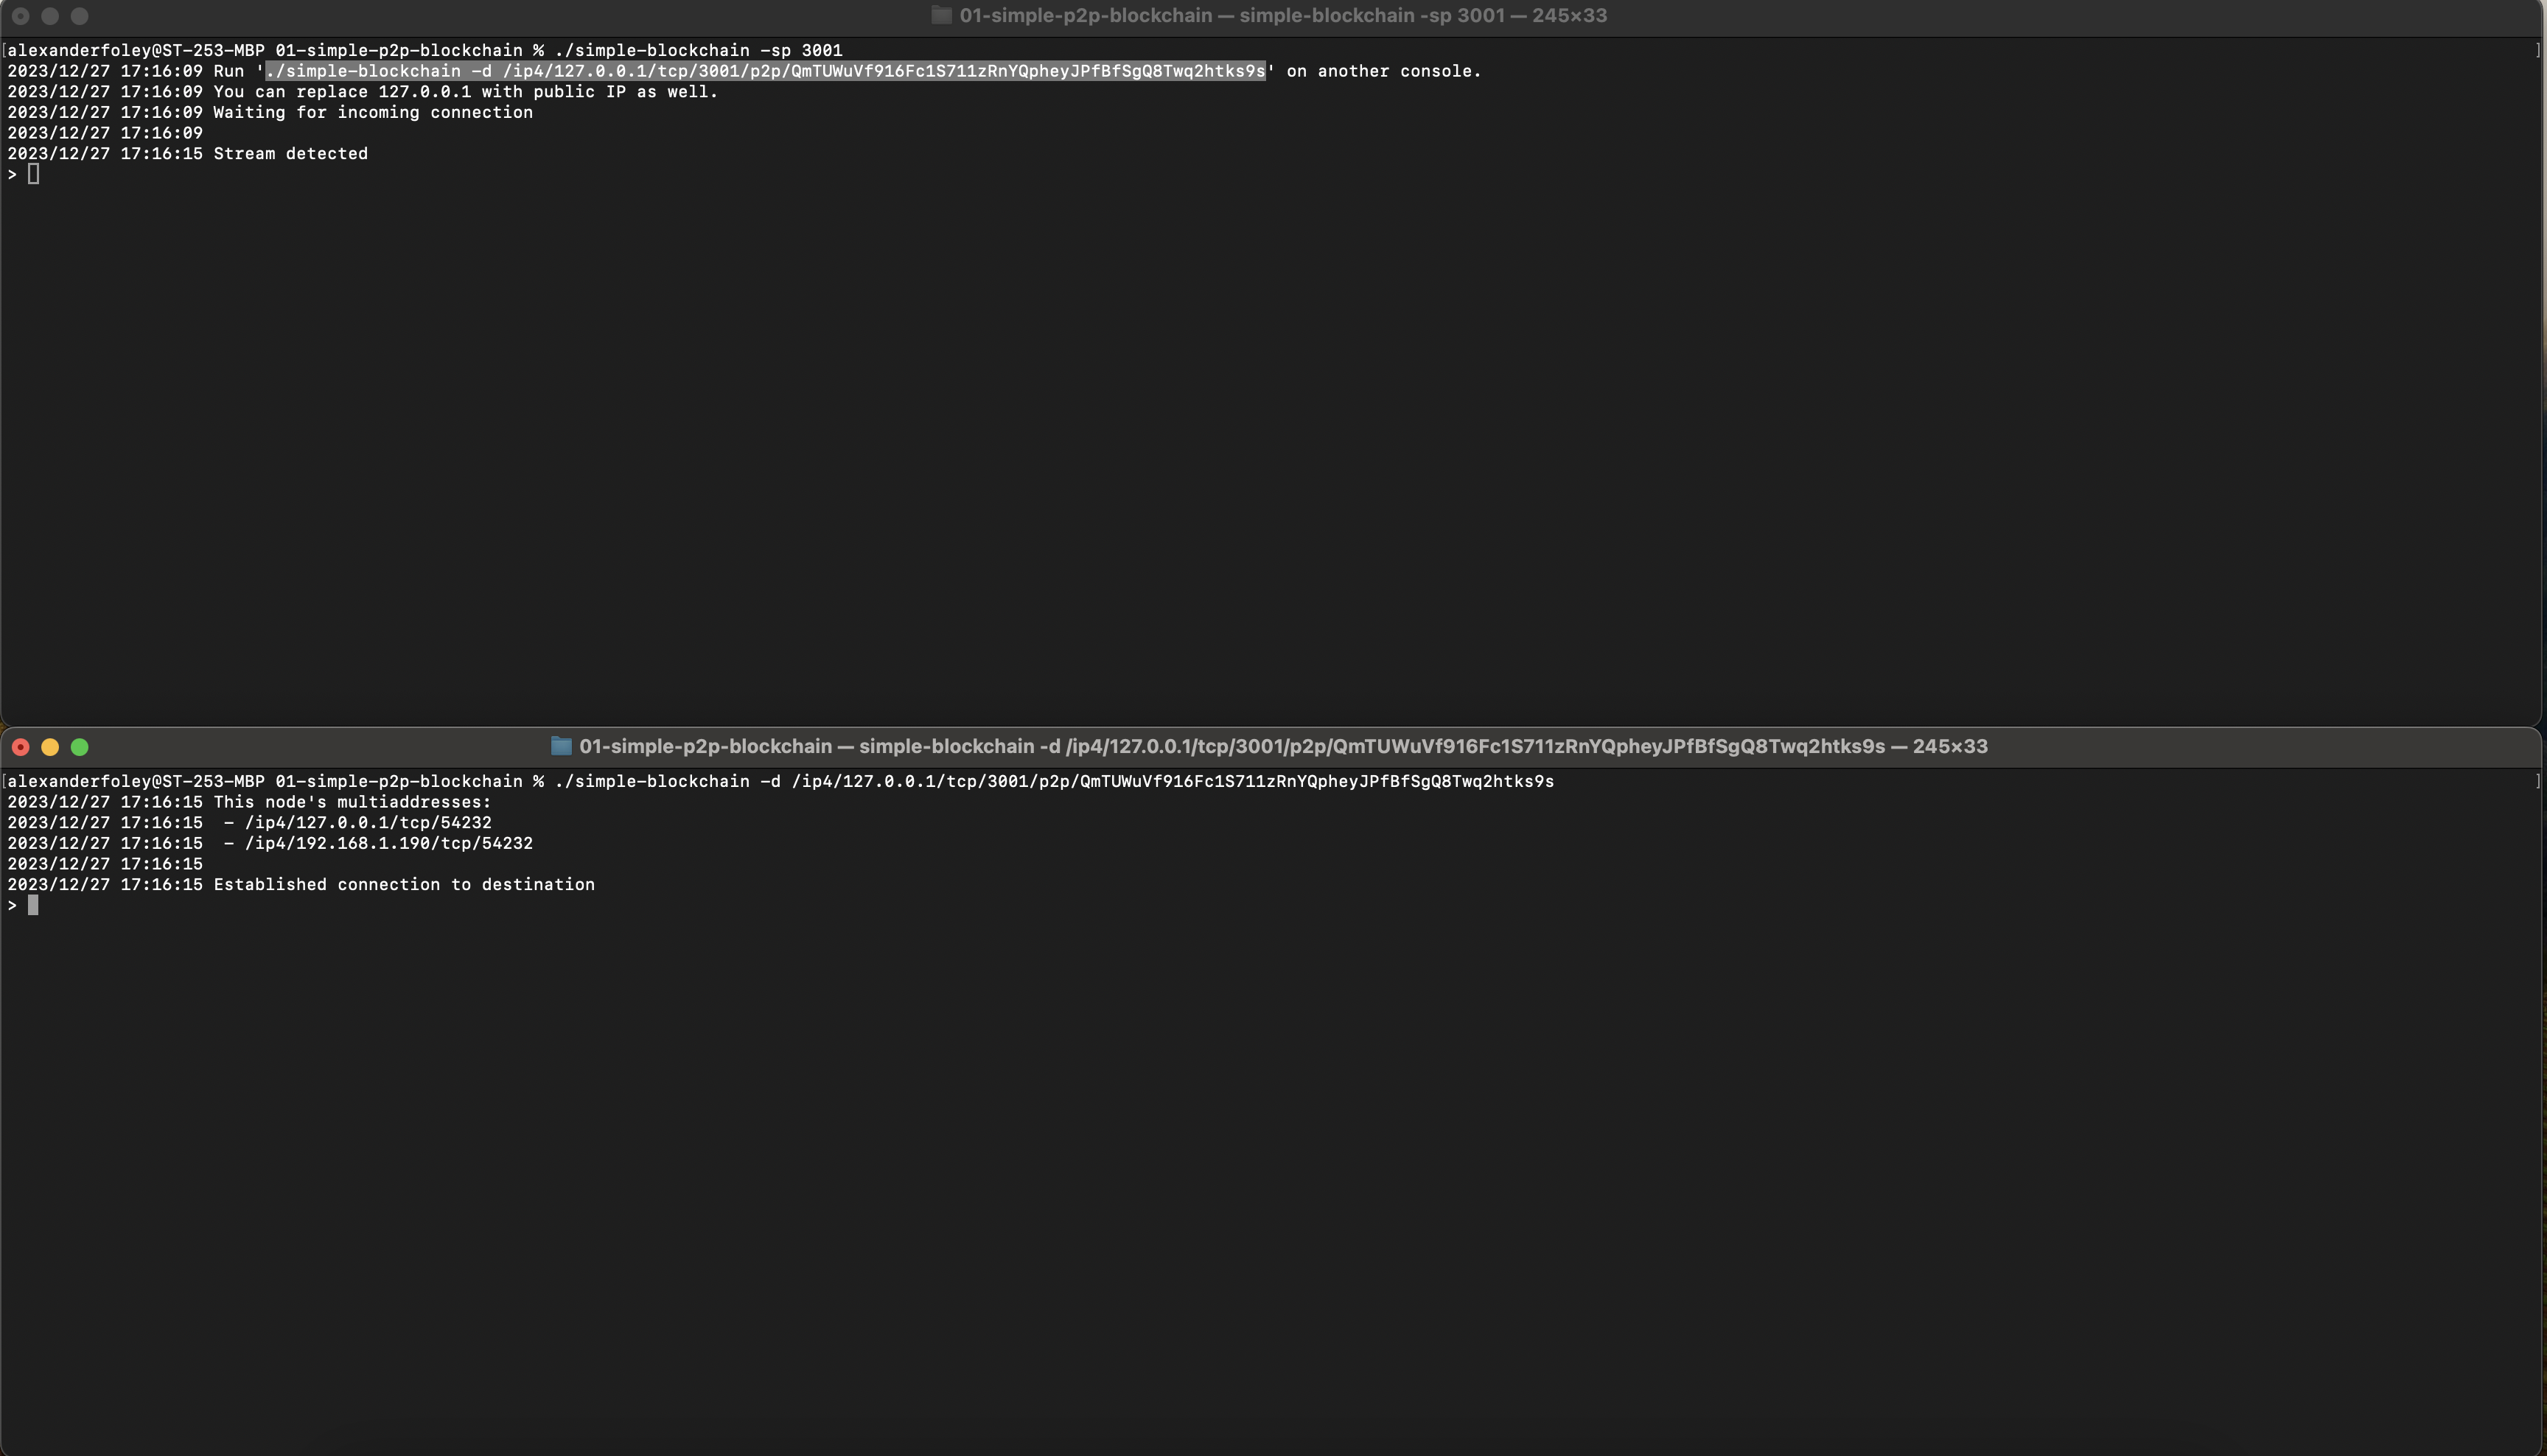 01-simple-p2p-blockchain — simple-blockchain -sp 3001 — 245×33
[alexanderfoley@ST-253-MBP 01-simple-p2p-blockchain % ./simple-blockchain -sp 3001 ]
2023/12/27 17:16:09 Run './simple-blockchain -d /ip4/127.0.0.1/tcp/3001/p2p/QmTUWuVf916Fc1S711zRnYQpheyJPfBfSgQ8Twq2htks9s' on another console.
2023/12/27 17:16:09 You can replace 127.0.0.1 with public IP as well.
2023/12/27 17:16:09 Waiting for incoming connection
2023/12/27 17:16:09
2023/12/27 17:16:15 Stream detected
>
01-simple-p2p-blockchain — simple-blockchain -d /ip4/127.0.0.1/tcp/3001/p2p/QmTUWuVf916Fc1S711zRnYQpheyJPfBfSgQ8Twq2htks9s — 245×33
[alexanderfoley@ST-253-MBP 01-simple-p2p-blockchain % ./simple-blockchain -d /ip4/127.0.0.1/tcp/3001/p2p/QmTUWuVf916Fc1S711zRnYQpheyJPfBfSgQ8Twq2htks9s ]
2023/12/27 17:16:15 This node's multiaddresses:
2023/12/27 17:16:15  - /ip4/127.0.0.1/tcp/54232
2023/12/27 17:16:15  - /ip4/192.168.1.190/tcp/54232
2023/12/27 17:16:15
2023/12/27 17:16:15 Established connection to destination
>